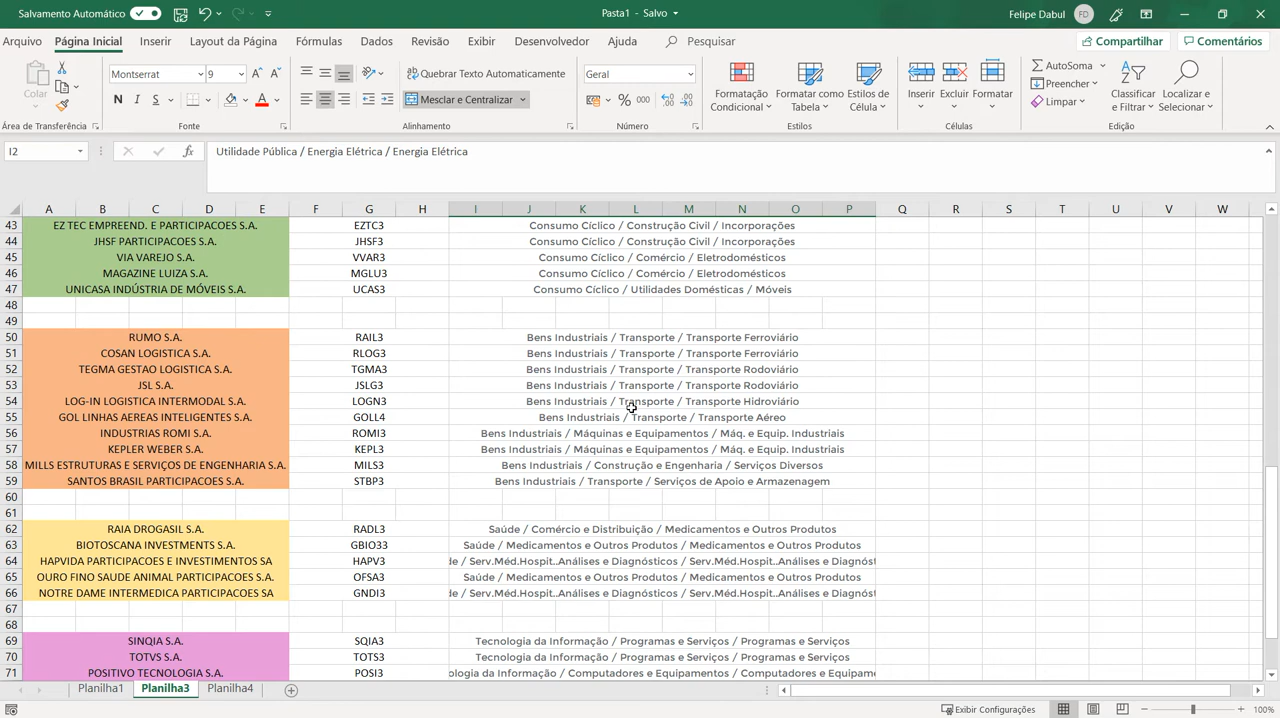 Salvamento Automático
Pasta1 - Salvo
Felipe Dabul FD
Arquivo Página Inicial Inserir Layout da Página Fórmulas Dados Revisão Exibir Desenvolvedor Ajuda Pesquisar Compartilhar Comentários
Colar
Área de Transferência
Montserrat 9
N I S
Fonte
Quebrar Texto Automaticamente
Mesclar e Centralizar
Alinhamento
Geral
% 000
Número
Formatação Condicional
Formatar como Tabela
Estilos de Célula
Estilos
Inserir Excluir Formatar
Células
AutoSoma
Preencher
Limpar
Classificar e Filtrar
Localizar e Selecionar
Edição
I2 fx Utilidade Pública / Energia Elétrica / Energia Elétrica
A B C D E F G H I J K L M N O P Q R S T U V W
43 EZ TEC EMPREEND. E PARTICIPACOES S.A. EZTC3 Consumo Cíclico / Construção Civil / Incorporações
44 JHSF PARTICIPACOES S.A. JHSF3 Consumo Cíclico / Construção Civil / Incorporações
45 VIA VAREJO S.A. VVAR3 Consumo Cíclico / Comércio / Eletrodomésticos
46 MAGAZINE LUIZA S.A. MGLU3 Consumo Cíclico / Comércio / Eletrodomésticos
47 UNICASA INDÚSTRIA DE MÓVEIS S.A. UCAS3 Consumo Cíclico / Utilidades Domésticas / Móveis
48
49
50 RUMO S.A. RAIL3 Bens Industriais / Transporte / Transporte Ferroviário
51 COSAN LOGISTICA S.A. RLOG3 Bens Industriais / Transporte / Transporte Ferroviário
52 TEGMA GESTAO LOGISTICA S.A. TGMA3 Bens Industriais / Transporte / Transporte Rodoviário
53 JSL S.A. JSLG3 Bens Industriais / Transporte / Transporte Rodoviário
54 LOG-IN LOGISTICA INTERMODAL S.A. LOGN3 Bens Industriais / Transporte / Transporte Hidroviário
55 GOL LINHAS AEREAS INTELIGENTES S.A. GOLL4 Bens Industriais / Transporte / Transporte Aéreo
56 INDUSTRIAS ROMI S.A. ROMI3 Bens Industriais / Máquinas e Equipamentos / Máq. e Equip. Industriais
57 KEPLER WEBER S.A. KEPL3 Bens Industriais / Máquinas e Equipamentos / Máq. e Equip. Industriais
58 MILLS ESTRUTURAS E SERVIÇOS DE ENGENHARIA S.A. MILS3 Bens Industriais / Construção e Engenharia / Serviços Diversos
59 SANTOS BRASIL PARTICIPACOES S.A. STBP3 Bens Industriais / Transporte / Serviços de Apoio e Armazenagem
60
61
62 RAIA DROGASIL S.A. RADL3 Saúde / Comércio e Distribuição / Medicamentos e Outros Produtos
63 BIOTOSCANA INVESTMENTS S.A. GBIO33 Saúde / Medicamentos e Outros Produtos / Medicamentos e Outros Produtos
64 HAPVIDA PARTICIPACOES E INVESTIMENTOS SA HAPV3 de / Serv.Méd.Hospit..Análises e Diagnósticos / Serv.Méd.Hospit..Análises e Diagnóst
65 OURO FINO SAUDE ANIMAL PARTICIPACOES S.A. OFSA3 Saúde / Medicamentos e Outros Produtos / Medicamentos e Outros Produtos
66 NOTRE DAME INTERMEDICA PARTICIPACOES SA GNDI3 de / Serv.Méd.Hospit..Análises e Diagnósticos / Serv.Méd.Hospit..Análises e Diagnóst
67
68
69 SINQIA S.A. SQIA3 Tecnologia da Informação / Programas e Serviços / Programas e Serviços
70 TOTVS S.A. TOTS3 Tecnologia da Informação / Programas e Serviços / Programas e Serviços
71 POSITIVO TECNOLOGIA S.A. POSI3 ologia da Informação / Computadores e Equipamentos / Computadores e Equipame
Planilha1 Planilha3 Planilha4
Exibir Configurações 100%